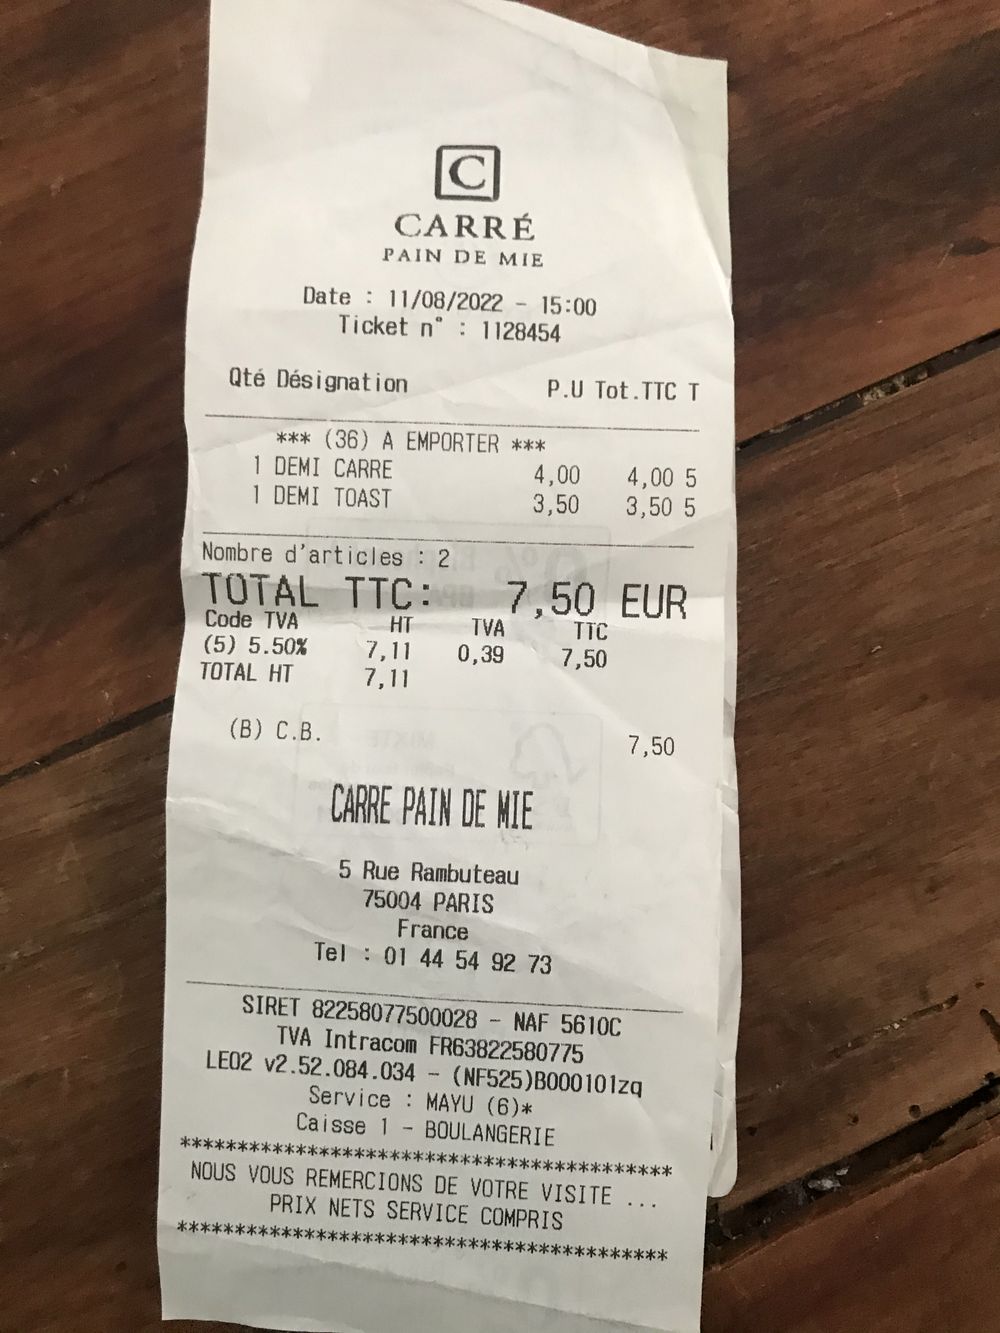 C
CARRÉ
PAIN DE MIE
Date : 11/08/2022 - 15:00
Ticket n° : 1128454
Qté Désignation P.U Tot.TTC T
*** (36) A EMPORTER ***
1 DEMI CARRE 4,00 4,00 5
1 DEMI TOAST 3,50 3,50 5
Nombre d'articles : 2
TOTAL TTC: 7,50 EUR
Code TVA HT TVA TTC
(5) 5.50% 7,11 0,39 7,50
TOTAL HT 7,11
(B) C.B. 7,50
CARRE PAIN DE MIE
5 Rue Rambuteau
75004 PARIS
France
Tel : 01 44 54 92 73
SIRET 82258077500028 - NAF 5610C
TVA Intracom FR63822580775
LEO2 v2.52.084.034 - (NF525)B000101zq
Service : MAYU (6)*
Caisse 1 - BOULANGERIE
******************************************
NOUS VOUS REMERCIONS DE VOTRE VISITE ...
PRIX NETS SERVICE COMPRIS
******************************************